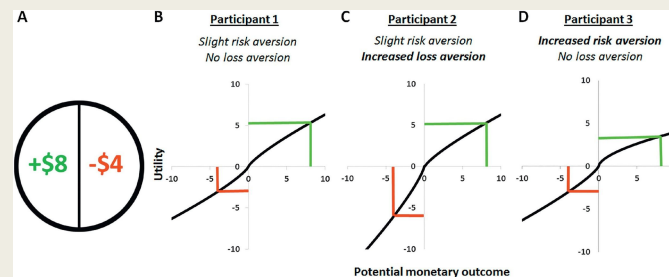 A
+$8
-$4
B
Participant 1
Slight risk aversion
No loss aversion
Utility
10
5
0
-10
-5
0
5
10
-5
-10
C
Participant 2
Slight risk aversion
Increased loss aversion
10
5
0
-10
-5
0
5
10
-5
-10
D
Participant 3
Increased risk aversion
No loss aversion
10
5
0
-10
-5
0
5
-5
-10
Potential monetary outcome